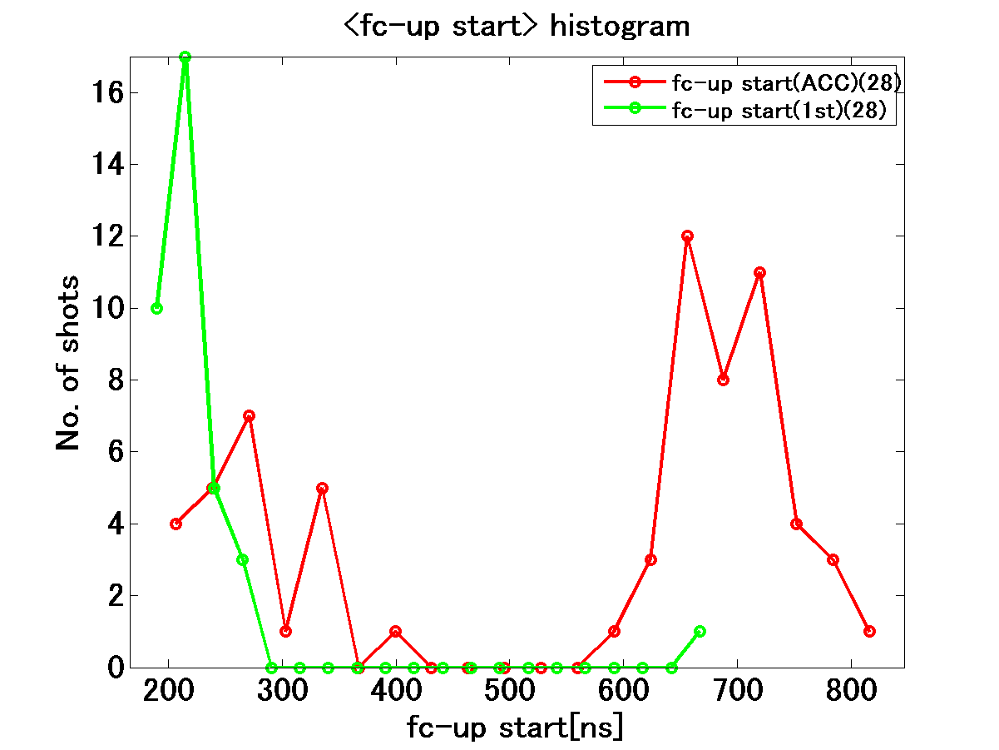 <fc-up start> histogram
fc-up start(ACC)(28)
fc-up start(1st)(28)
16
14
12
10
8
6
4
2
0
No. of shots
200 300 400 500 600 700 800
fc-up start[ns]